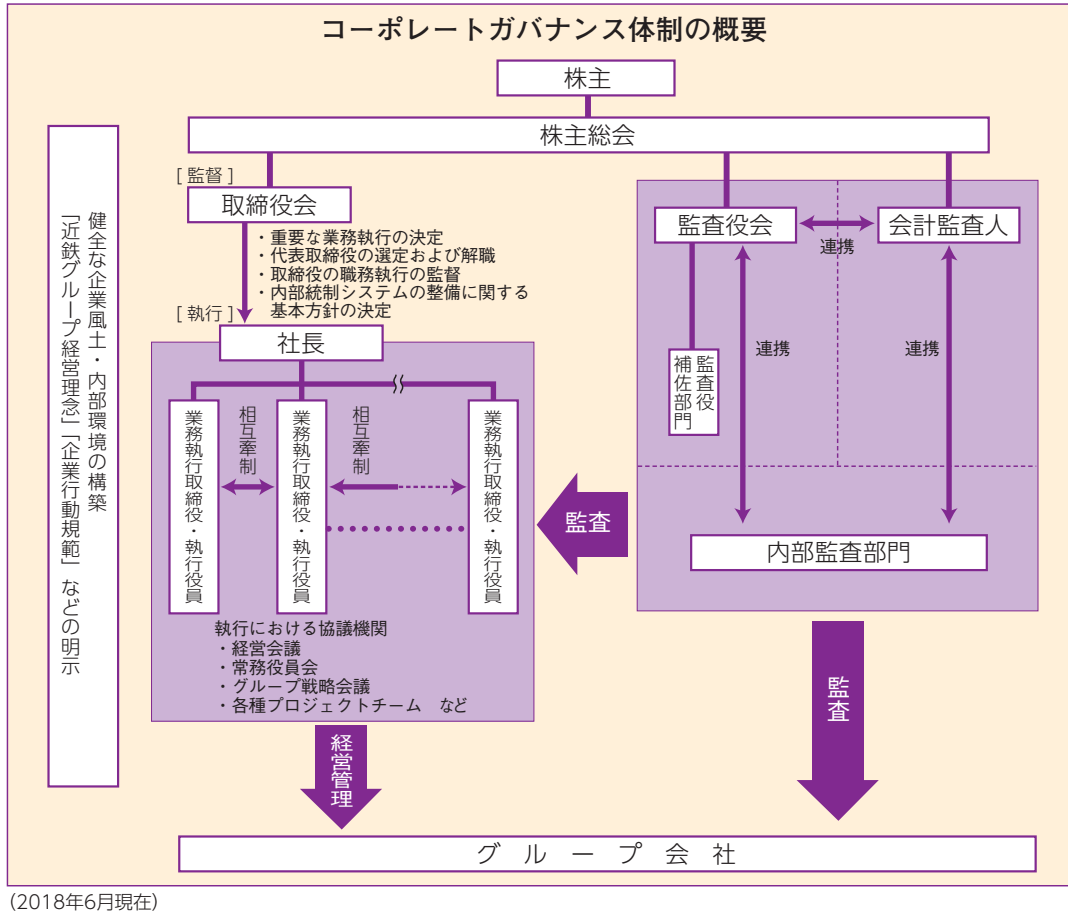 コーポレートガバナンス体制の概要
株主
株主総会
健全な企業風土・内部環境の構築
「近鉄グループ経営理念」「企業行動規範」などの明示
[ 監督 ]
取締役会
・重要な業務執行の決定
・代表取締役の選定および解職
・取締役の職務執行の監督
・内部統制システムの整備に関する
基本方針の決定
[ 執行 ]
社長
業務執行取締役・執行役員
相互牽制
業務執行取締役・執行役員
相互牽制
業務執行取締役・執行役員
執行における協議機関
・経営会議
・常務役員会
・グループ戦略会議
・各種プロジェクトチーム など
監査役会
連携
会計監査人
監査役
補佐部門
連携
連携
内部監査部門
監査
監査
経営管理
グループ会社
(2018年6月現在)